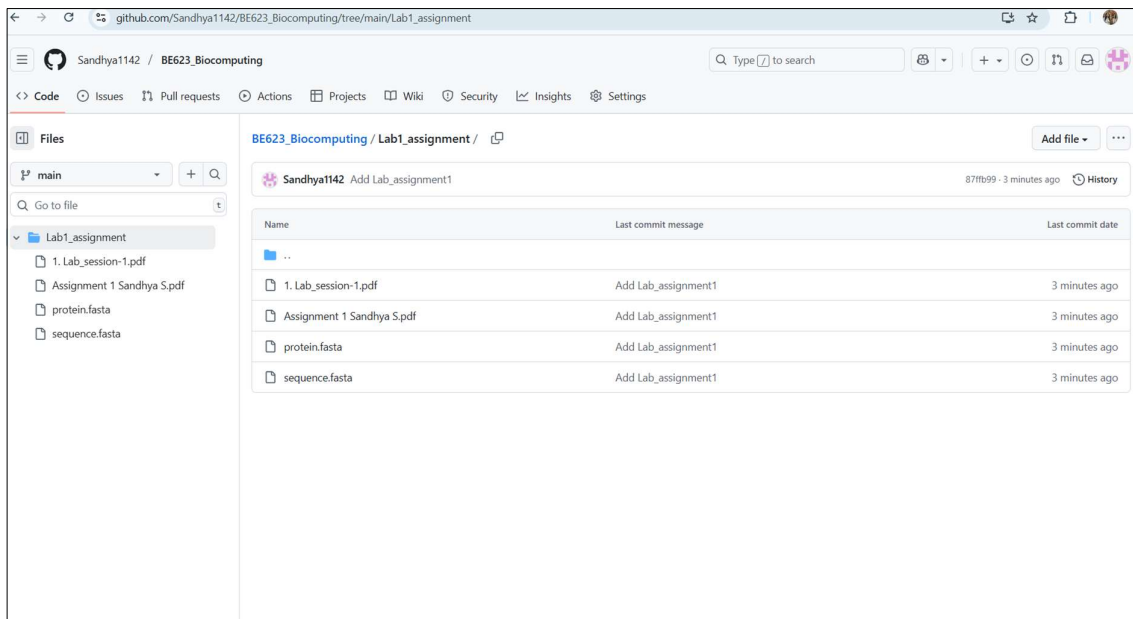 github.com/Sandhya1142/BE623_Biocomputing/tree/main/Lab1_assignment
Sandhya1142 / BE623_Biocomputing
Type / to search
Code Issues Pull requests Actions Projects Wiki Security Insights Settings
Files
BE623_Biocomputing / Lab1_assignment /
Add file
main
Sandhya1142 Add Lab_assignment1
87ffb99 · 3 minutes ago History
Go to file t
Name Last commit message Last commit date
Lab1_assignment
..
1. Lab_session-1.pdf
Assignment 1 Sandhya S.pdf
protein.fasta
sequence.fasta
1. Lab_session-1.pdf Add Lab_assignment1 3 minutes ago
Assignment 1 Sandhya S.pdf Add Lab_assignment1 3 minutes ago
protein.fasta Add Lab_assignment1 3 minutes ago
sequence.fasta Add Lab_assignment1 3 minutes ago